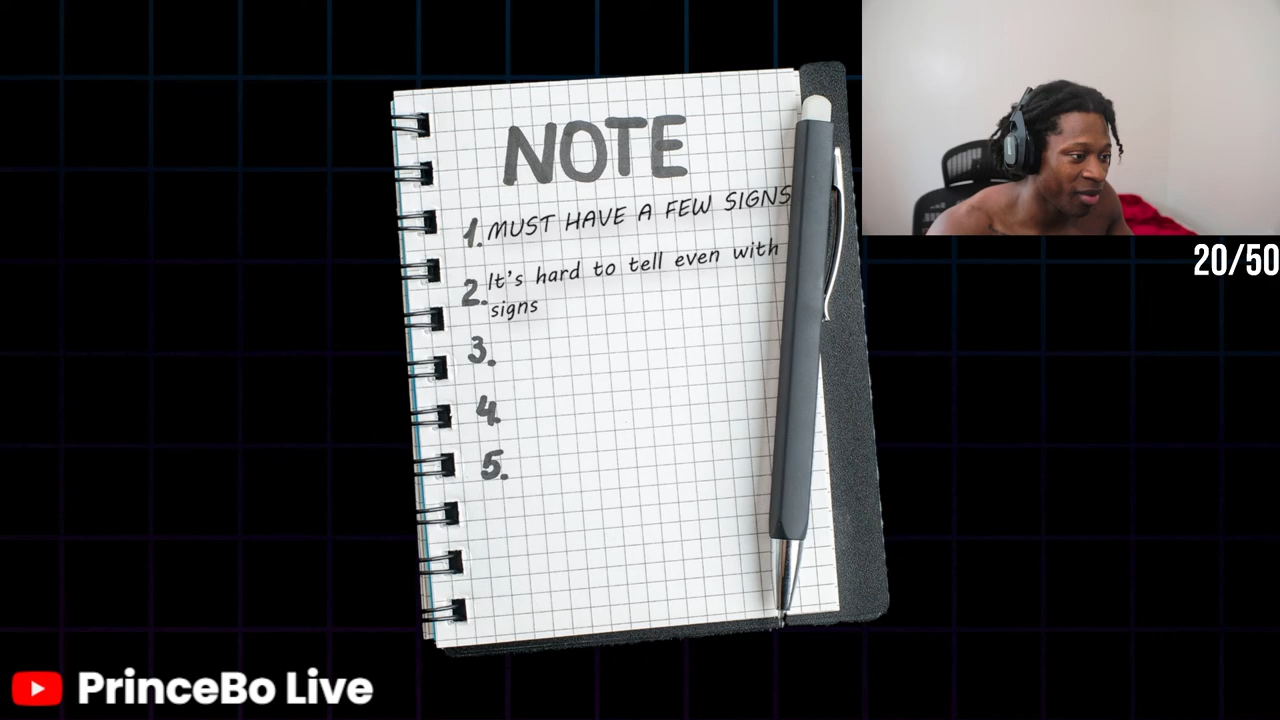 NOTE
1. MUST HAVE A FEW SIGNS
2. It's hard to tell even with
signs
3.
4.
5.
20/50
PrinceBo Live